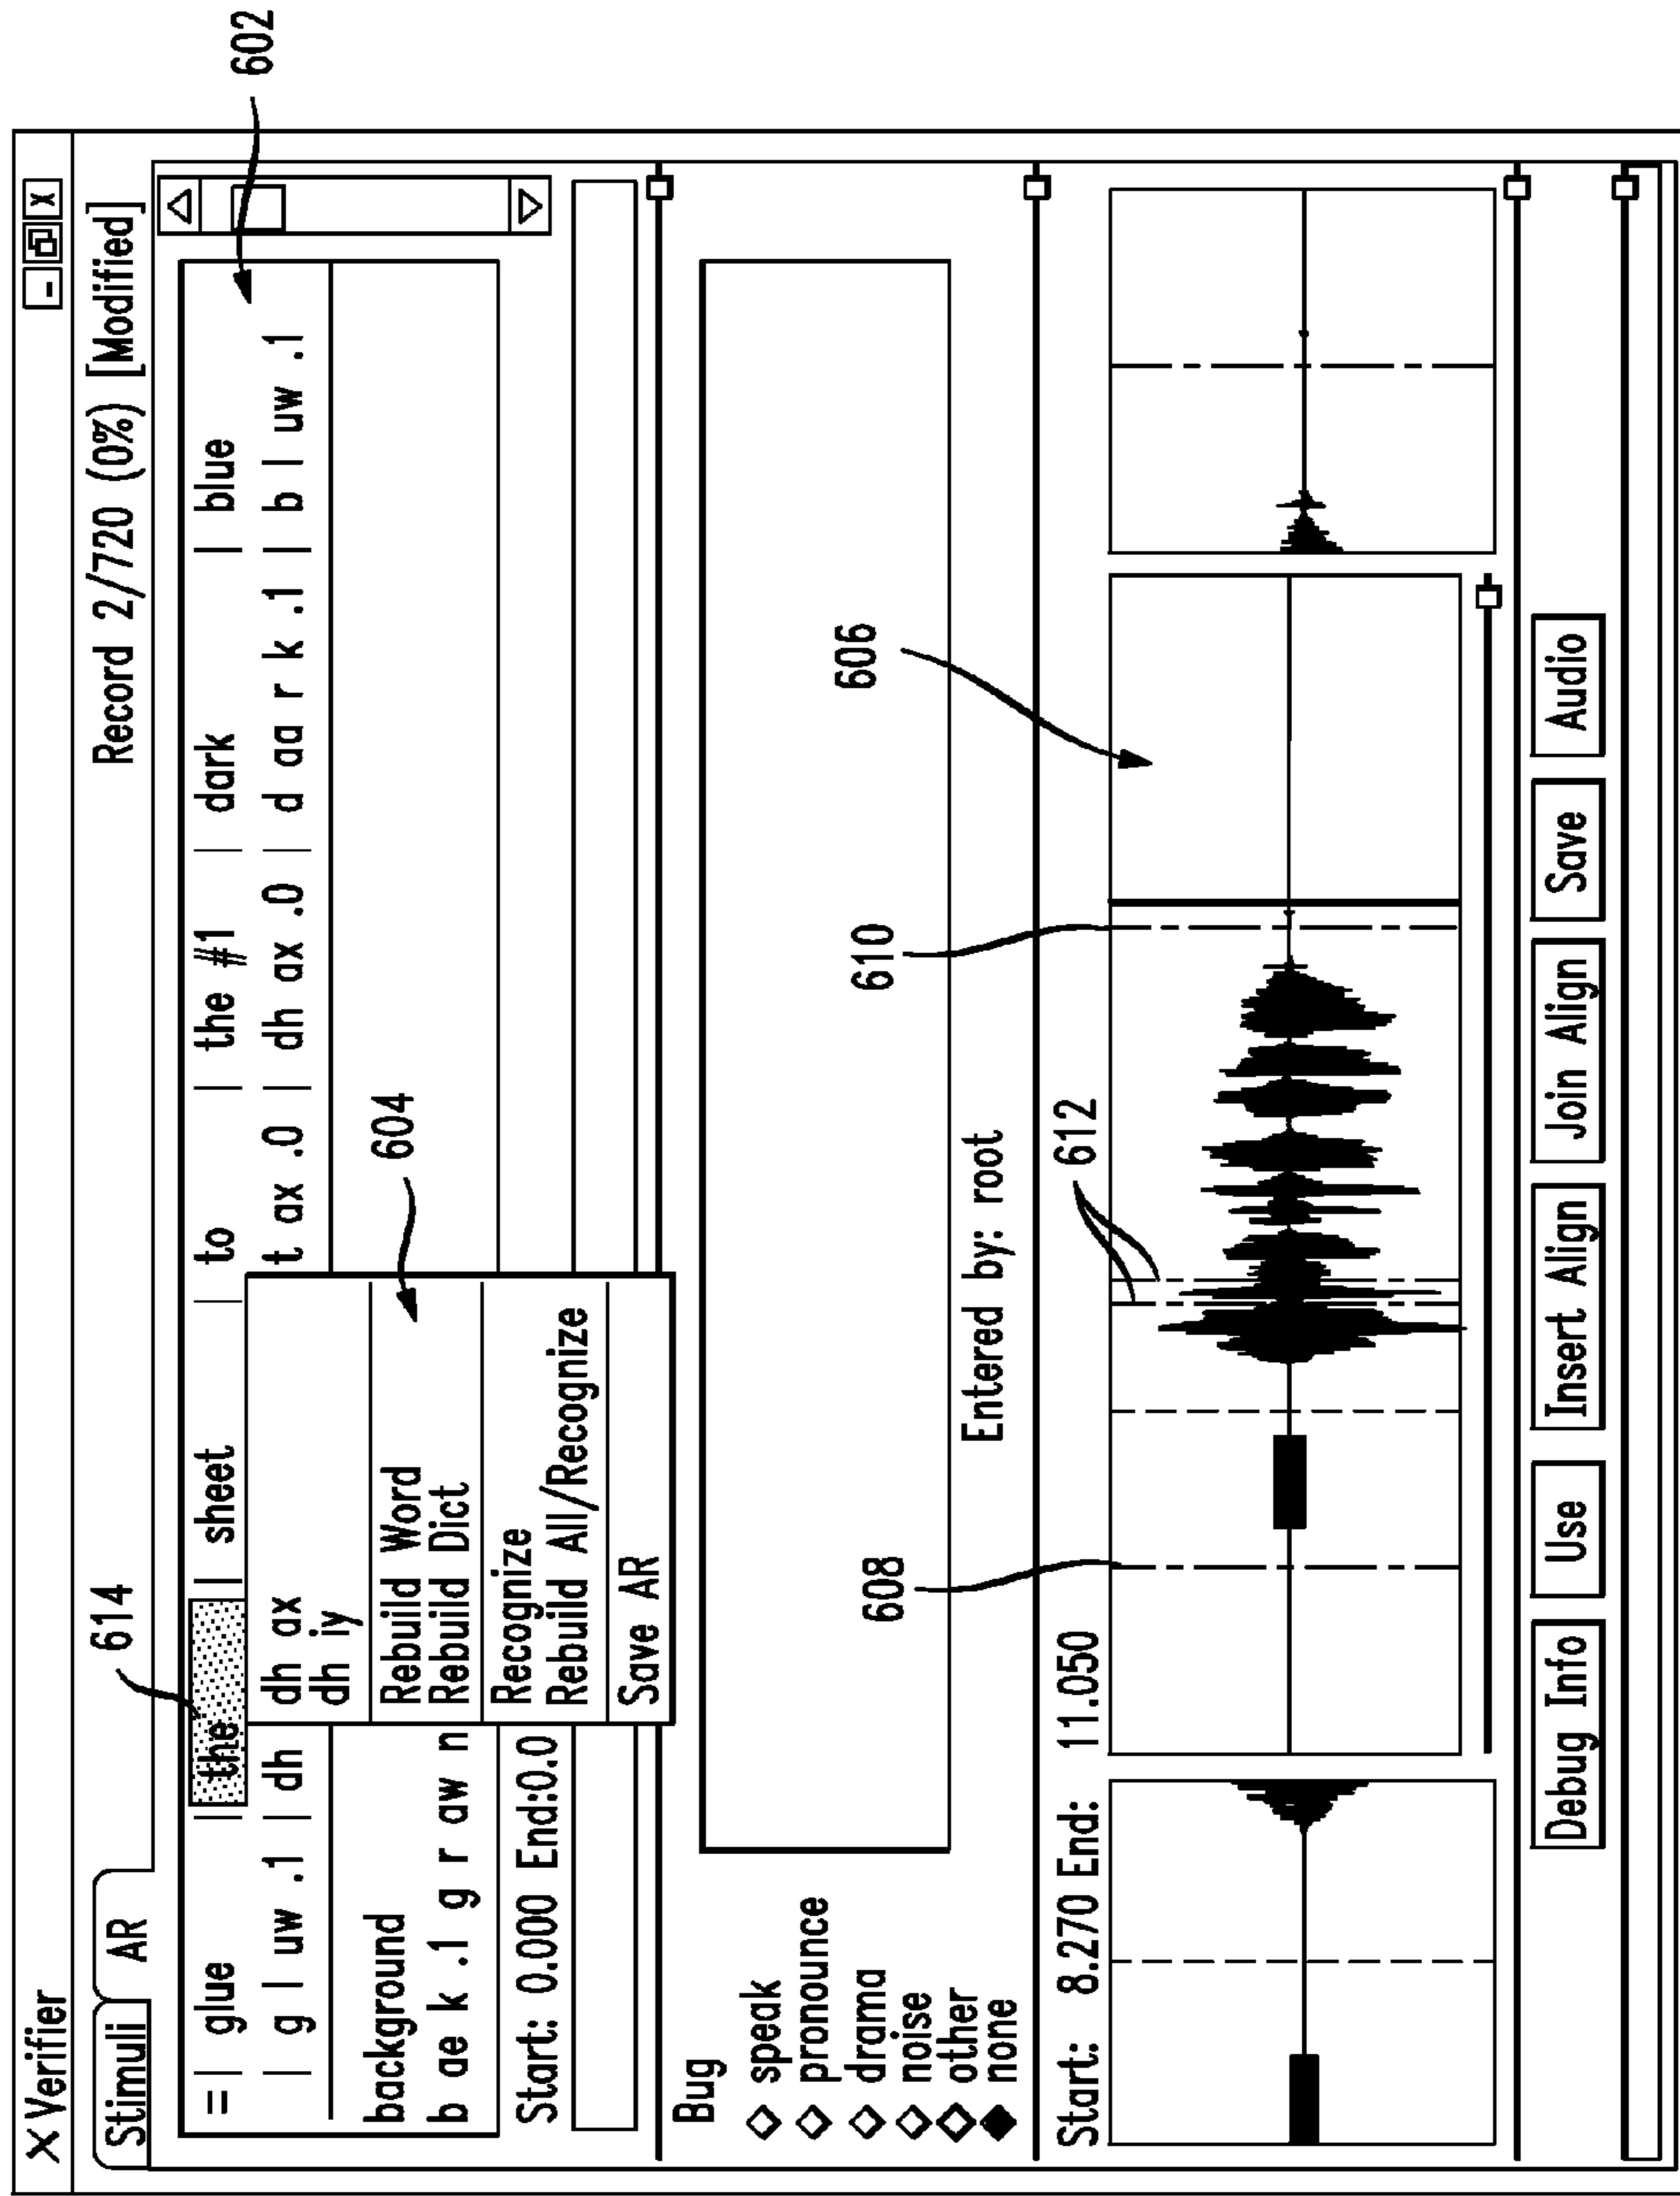 X Verifier
- X
Stimuli AR Record 2/720 (0%) [Modified]
602
614
= | glue | the | sheet | to | the #1 | dark | blue
| g l uw .1 | dh t ax .0 | dh ax .0 | d aa r k .1 | b l uw .1
dh ax
dh iy
Rebuild Word
Rebuild Dict
Recognize
Rebuild All/Recognize
Save AR
604
background
b ae k .1 g r aw n
Start: 0.000 End:0.0
Bug
speak
pronounce
drama
noise
other
none
Entered by: root
606
608
610
612
Start: 8.270 End: 11.050
Debug Info Use Insert Align Join Align Save Audio